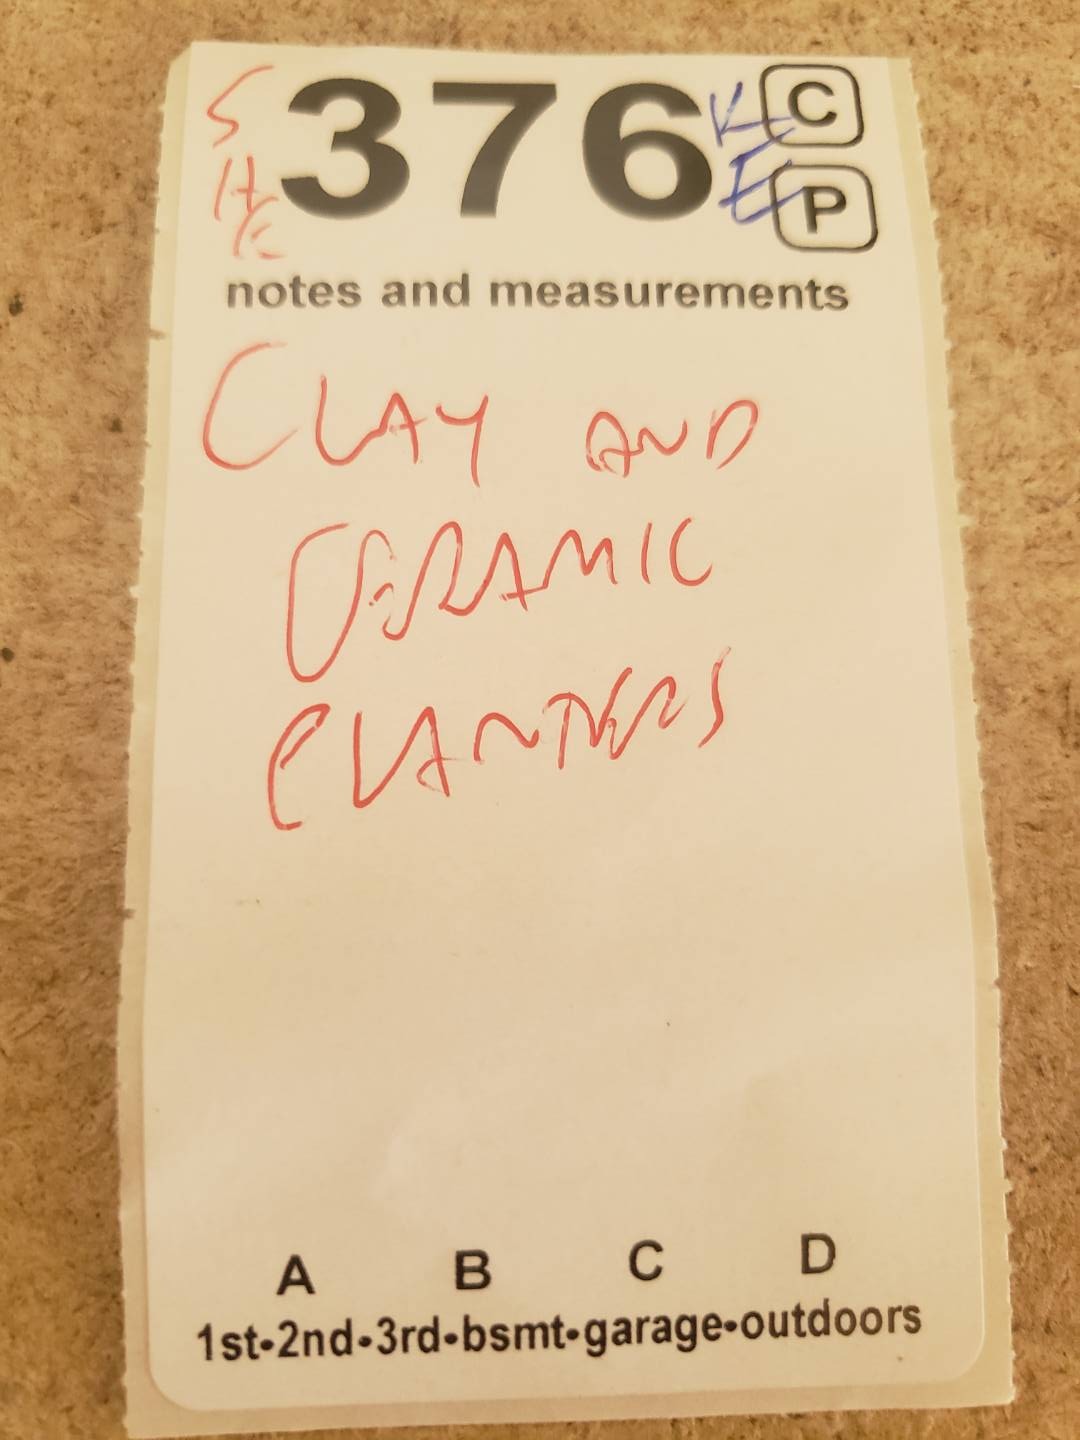 S 376 K C
H E P
K
notes and measurements
CLAY AND
CERAMIC
PLANTERS
A B C D
1st•2nd•3rd•bsmt•garage•outdoors